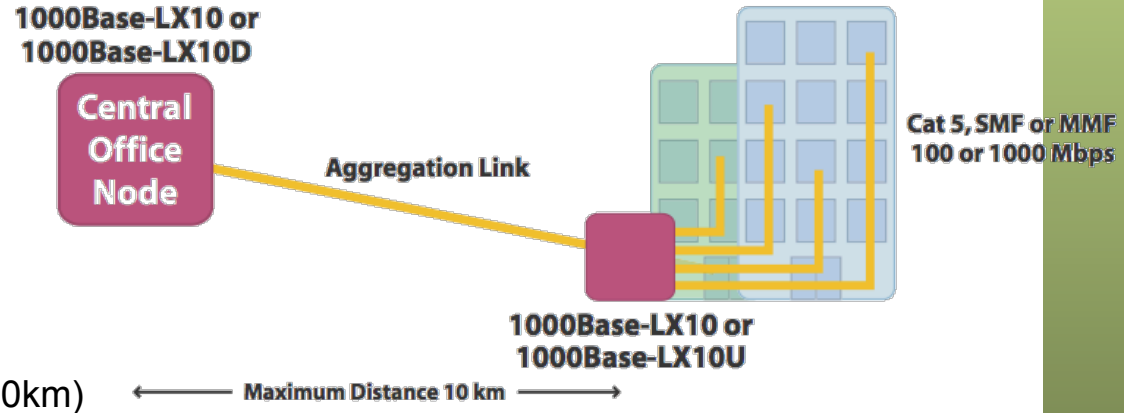 1000Base-LX10 or
1000Base-LX10D
Central
Office
Node
Aggregation Link
Cat 5, SMF or MMF
100 or 1000 Mbps
1000Base-LX10 or
1000Base-LX10U
0km)
Maximum Distance 10 km